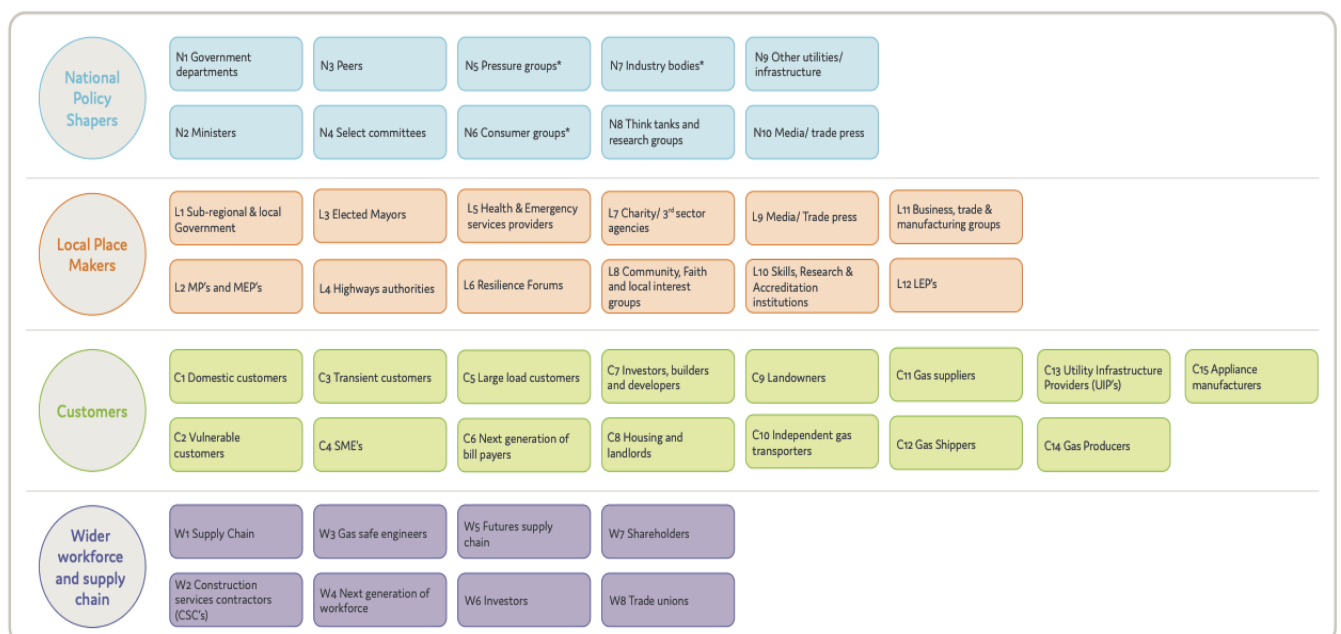 National
Policy
Shapers
N1 Government
departments
N3 Peers
N5 Pressure groups*
N7 Industry bodies*
N9 Other utilities/
infrastructure
N2 Ministers
N4 Select committees
N6 Consumer groups*
N8 Think tanks and
research groups
N10 Media/ trade press
Local Place
Makers
L1 Sub-regional & local
Government
L3 Elected Mayors
L5 Health & Emergency
services providers
L7 Charity/ 3rd sector
agencies
L9 Media/ Trade press
L11 Business, trade &
manufacturing groups
L2 MP's and MEP's
L4 Highways authorities
L6 Resilience Forums
L8 Community, Faith
and local interest
groups
L10 Skills, Research &
Accreditation
institutions
L12 LEP's
Customers
C1 Domestic customers
C3 Transient customers
C5 Large load customers
C7 Investors, builders
and developers
C9 Landowners
C11 Gas suppliers
C13 Utility Infrastructure
Providers (UIP's)
C15 Appliance
manufacturers
C2 Vulnerable
customers
C4 SME's
C6 Next generation of
bill payers
C8 Housing and
landlords
C10 Independent gas
transporters
C12 Gas Shippers
C14 Gas Producers
Wider
workforce
and supply
chain
W1 Supply Chain
W3 Gas safe engineers
W5 Futures supply
chain
W7 Shareholders
W2 Construction
services contractors
(CSC's)
W4 Next generation of
workforce
W6 Investors
W8 Trade unions